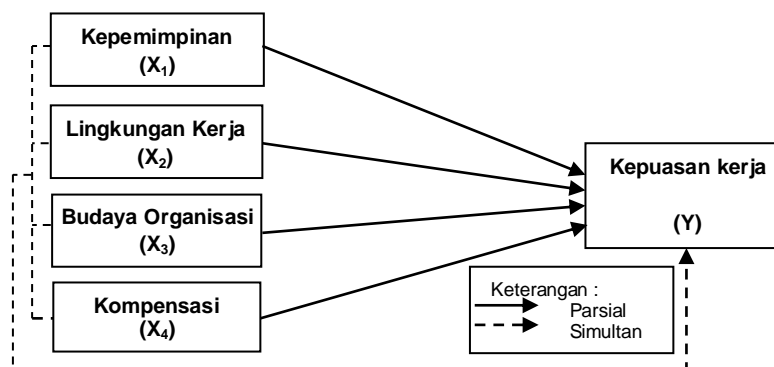 Kepemimpinan
(X₁)
Lingkungan Kerja
(X₂)
Budaya Organisasi
(X₃)
Kompensasi
(X₄)
Kepuasan kerja
(Y)
Keterangan :
Parsial
Simultan